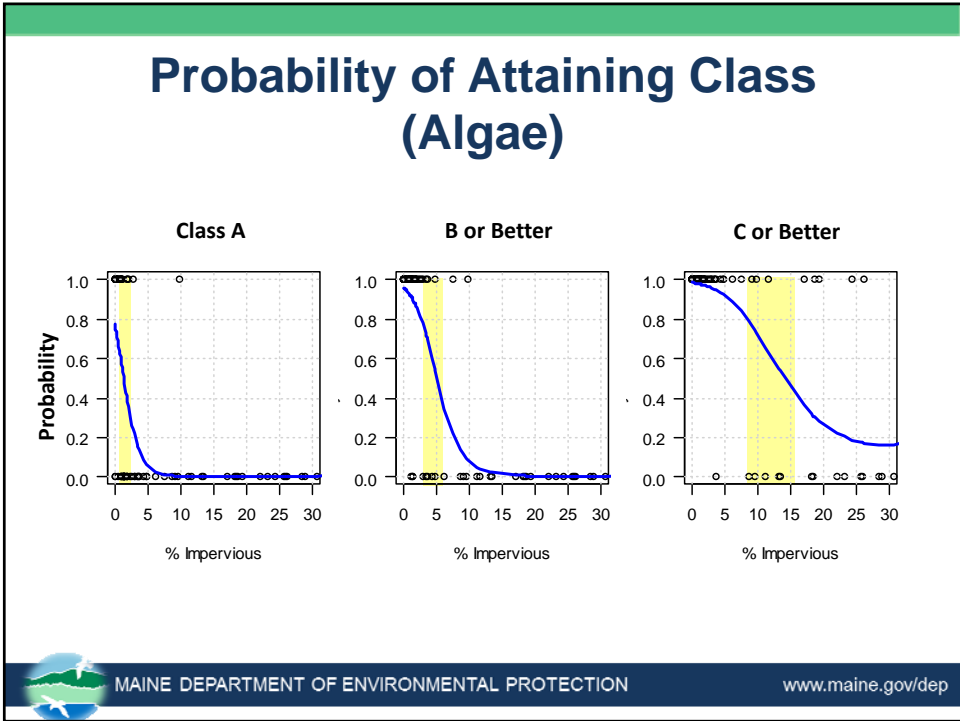 Probability of Attaining Class
(Algae)
Class A
B or Better
C or Better
Probability
1.0
0.8
0.6
0.4
0.2
0.0
0 5 10 15 20 25 30
% Impervious
1.0
0.8
0.6
0.4
0.2
0.0
0 5 10 15 20 25 30
% Impervious
1.0
0.8
0.6
0.4
0.2
0.0
0 5 10 15 20 25 30
% Impervious
MAINE DEPARTMENT OF ENVIRONMENTAL PROTECTION
www.maine.gov/dep